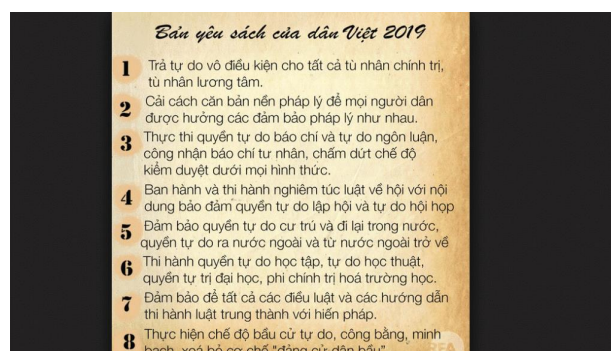 Bản yêu sách của dân Việt 2019
1 Trả tự do vô điều kiện cho tất cả tù nhân chính trị,
tù nhân lương tâm.
2 Cải cách căn bản nền pháp lý để mọi người dân
được hưởng các đảm bảo pháp lý như nhau.
3 Thực thi quyền tự do báo chí và tự do ngôn luận,
công nhận báo chí tư nhân, chấm dứt chế độ
kiểm duyệt dưới mọi hình thức.
4 Ban hành và thi hành nghiêm túc luật về hội với nội
dung bảo đảm quyền tự do lập hội và tự do hội họp
5 Đảm bảo quyền tự do cư trú và đi lại trong nước,
quyền tự do ra nước ngoài và từ nước ngoài trở về
6 Thi hành quyền tự do học tập, tự do học thuật,
quyền tự trị đại học, phi chính trị hoá trường học.
7 Đảm bảo để tất cả các điều luật và các hướng dẫn
thi hành luật trung thành với hiến pháp.
8 Thực hiện chế độ bầu cử tự do, công bằng, minh
bạch, xoá bỏ cơ chế "đảng cử dân bầu"